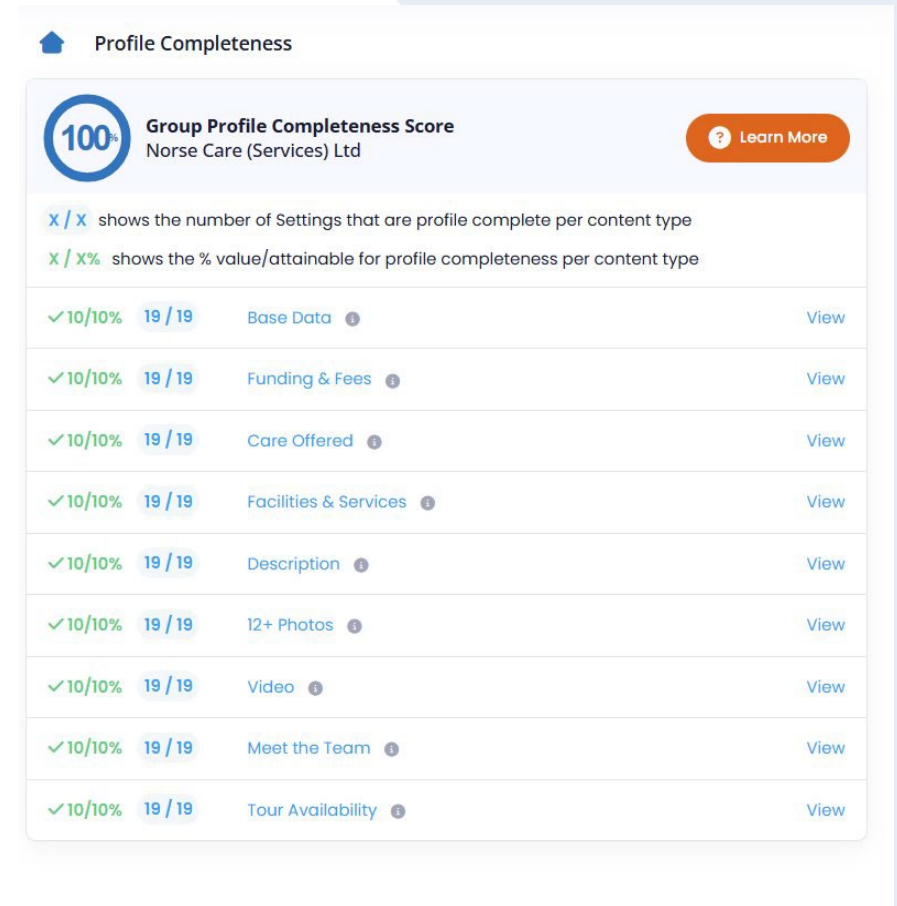 Profile Completeness
100%
Group Profile Completeness Score
Norse Care (Services) Ltd
? Learn More
X / X shows the number of Settings that are profile complete per content type
X / X% shows the % value/attainable for profile completeness per content type
10/10% 19 / 19 Base Data i View
10/10% 19 / 19 Funding & Fees i View
10/10% 19 / 19 Care Offered i View
10/10% 19 / 19 Facilities & Services i View
10/10% 19 / 19 Description i View
10/10% 19 / 19 12+ Photos i View
10/10% 19 / 19 Video i View
10/10% 19 / 19 Meet the Team i View
10/10% 19 / 19 Tour Availability i View